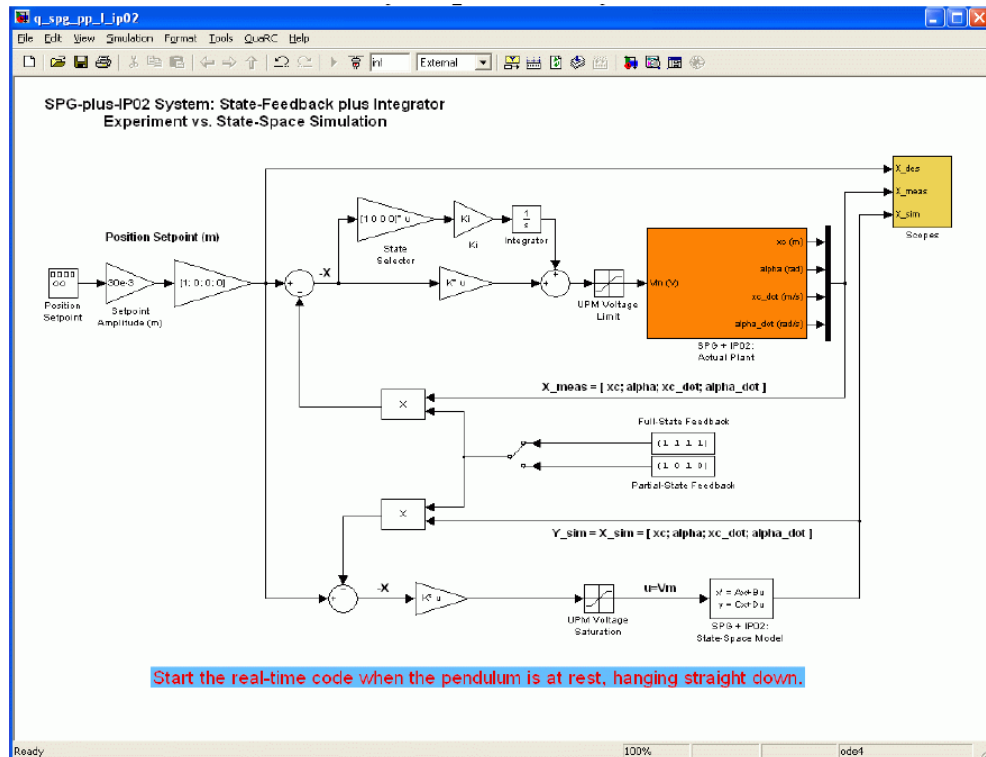 q_spg_pp_I_ip02
File Edit View Simulation Format Tools QuaRC Help
inf External
SPG-plus-IP02 System: State-Feedback plus Integrator
Experiment vs. State-Space Simulation
X_des
X_meas
X_sim
Scopes
[1 0 0 0]* u
State
Selector
Ki
Ki
1
s
Integrator
Position Setpoint (m)
Position
Setpoint
30e-3
Setpoint
Amplitude (m)
[1; 0; 0; 0]
+
-
-X
K* u
+
+
UPM Voltage
Limit
Vm (V)
xc (m)
alpha (rad)
xc_dot (m/s)
alpha_dot (rad/s)
SPG + IP02:
Actual Plant
X_meas = [ xc; alpha; xc_dot; alpha_dot ]
X
Full-State Feedback
(1 1 1 1)
(1 0 1 0)
Partial-State Feedback
X
Y_sim = X_sim = [ xc; alpha; xc_dot; alpha_dot ]
+
-
-X
K* u
UPM Voltage
Saturation
u=Vm
x' = Ax+Bu
y = Cx+Du
SPG + IP02:
State-Space Model
Start the real-time code when the pendulum is at rest, hanging straight down.
Ready 100% ode4